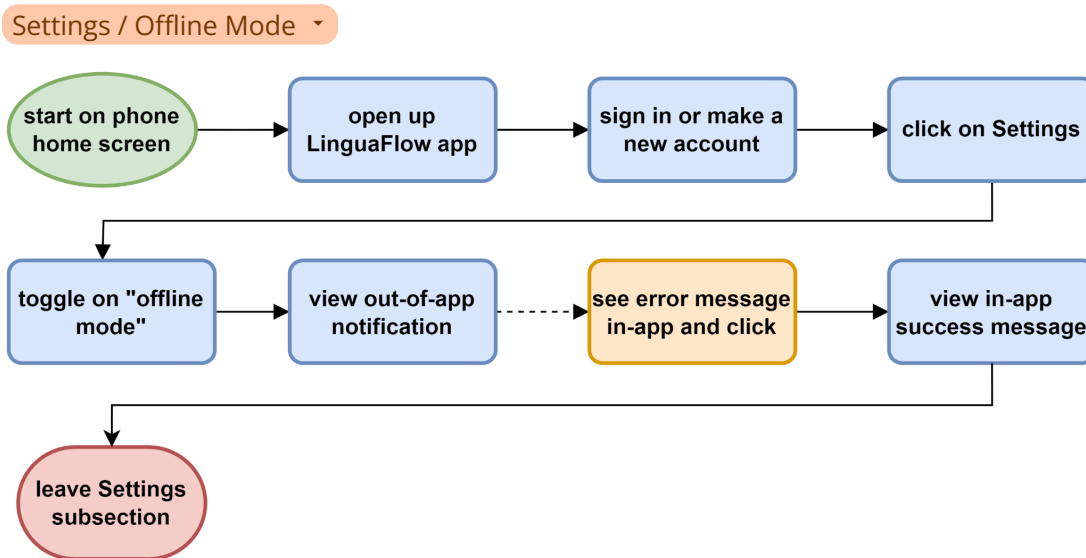 Settings / Offline Mode
start on phone
home screen
open up
LinguaFlow app
sign in or make a
new account
click on Settings
toggle on "offline
mode"
view out-of-app
notification
see error message
in-app and click
view in-app
success message
leave Settings
subsection